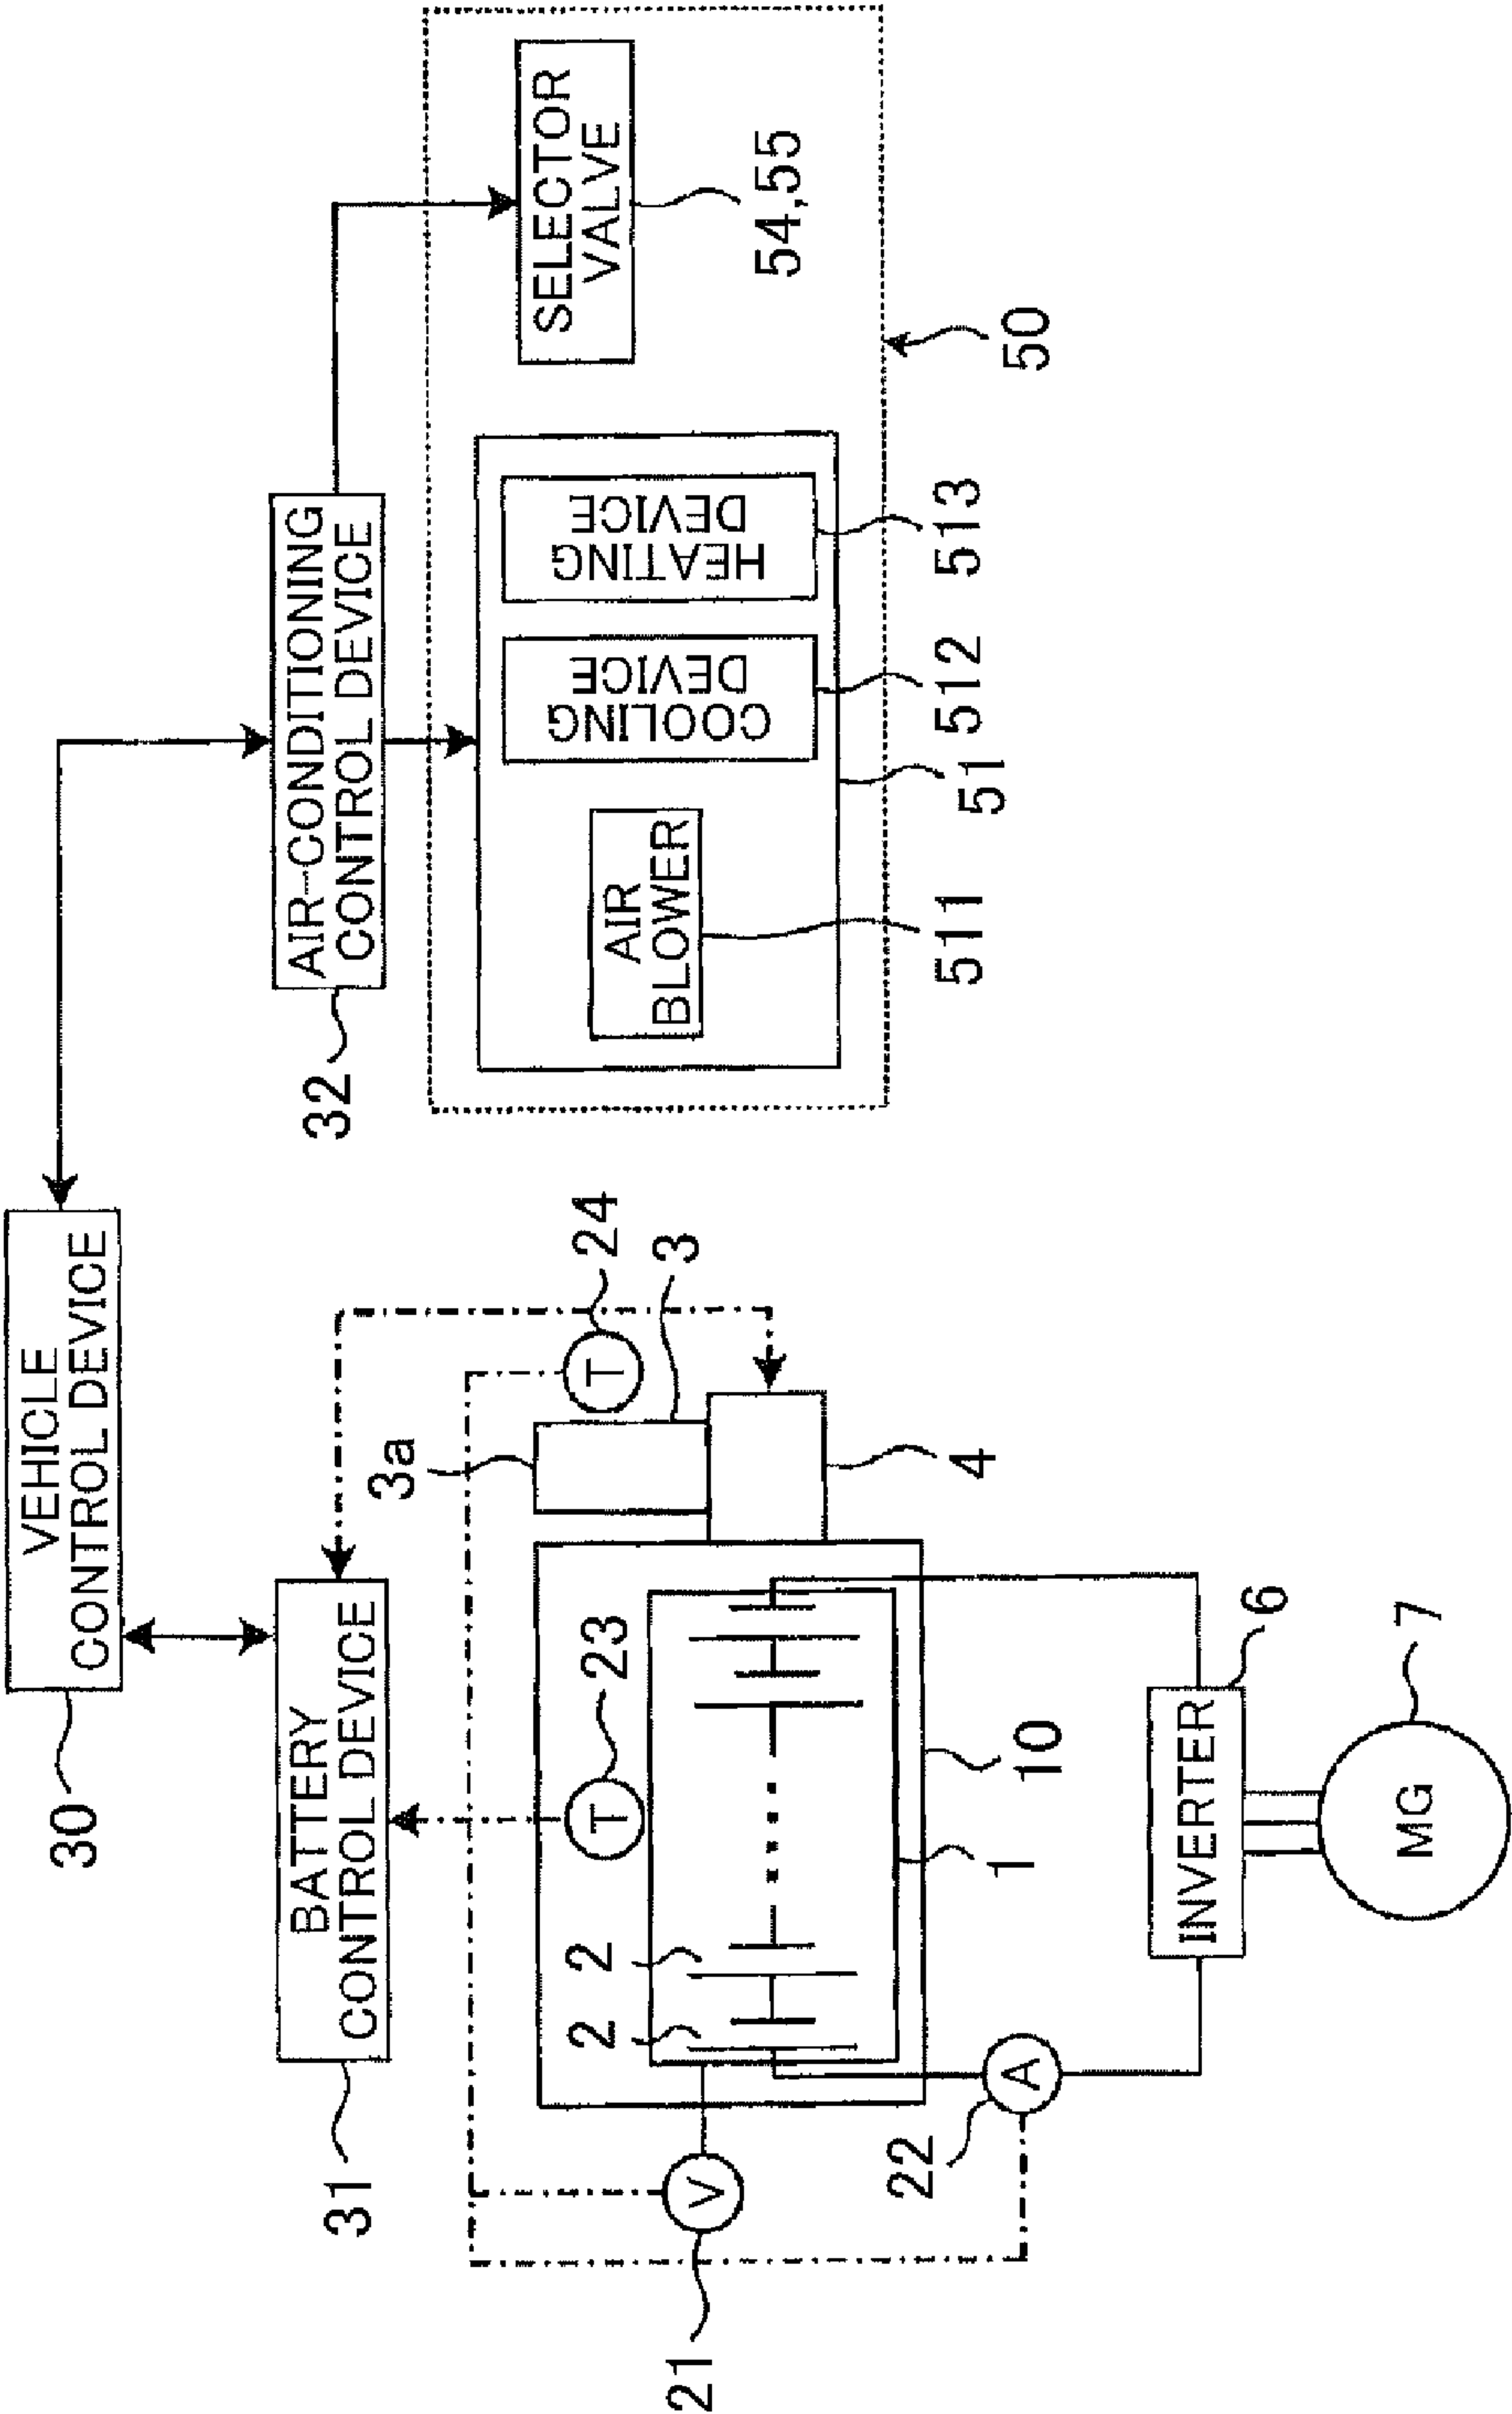 VEHICLE
CONTROL DEVICE
30
BATTERY
CONTROL DEVICE
31
AIR-CONDITIONING
CONTROL DEVICE
32
SELECTOR
VALVE
54,55
50
AIR
BLOWER
511
COOLING
DEVICE
512
HEATING
DEVICE
513
51
T
24
3
3a
4
T
23
2
2
10
1
V
21
A
22
INVERTER
6
MG
7